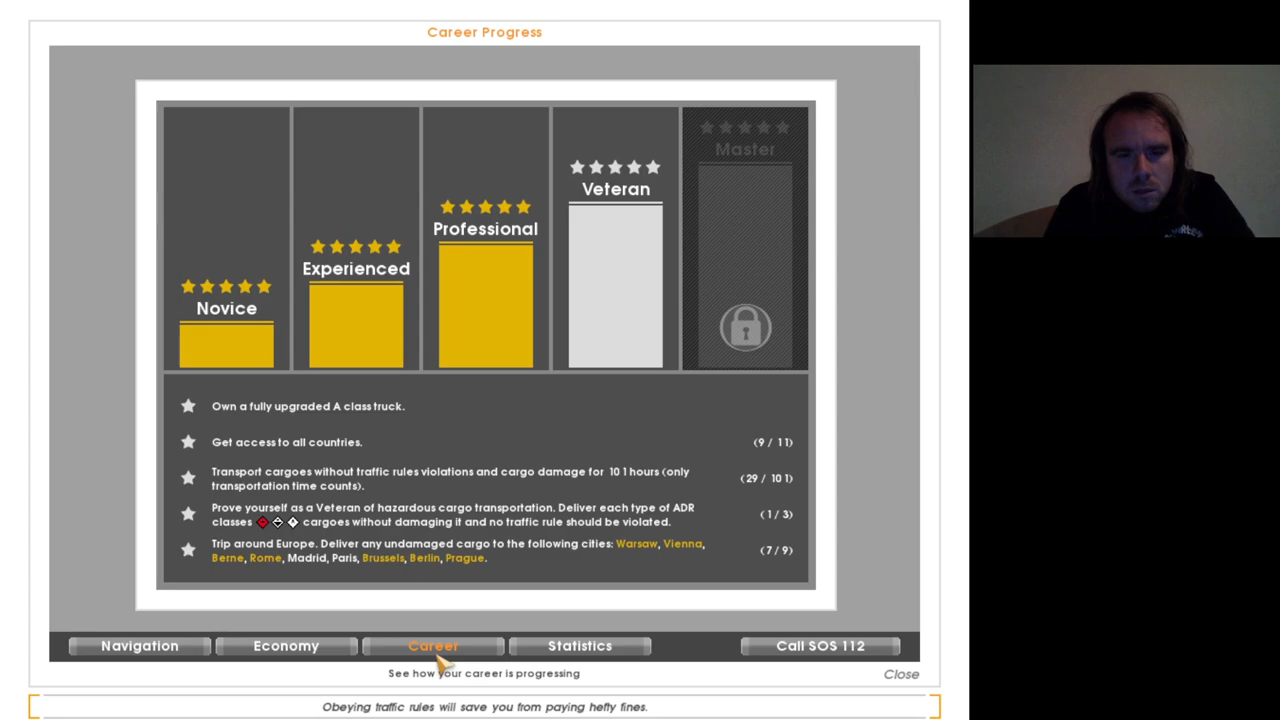 Career Progress
Master
Veteran
Professional
Experienced
Novice
Own a fully upgraded A class truck.
Get access to all countries. (9 / 11)
Transport cargoes without traffic rules violations and cargo damage for 101 hours (only
transportation time counts). (29 / 101)
Prove yourself as a Veteran of hazardous cargo transportation. Deliver each type of ADR
classes cargoes without damaging it and no traffic rule should be violated. (1 / 3)
Trip around Europe. Deliver any undamaged cargo to the following cities: Warsaw, Vienna,
Berne, Rome, Madrid, Paris, Brussels, Berlin, Prague. (7 / 9)
Navigation Economy Career Statistics Call SOS 112
See how your career is progressing
Close
Obeying traffic rules will save you from paying hefty fines.